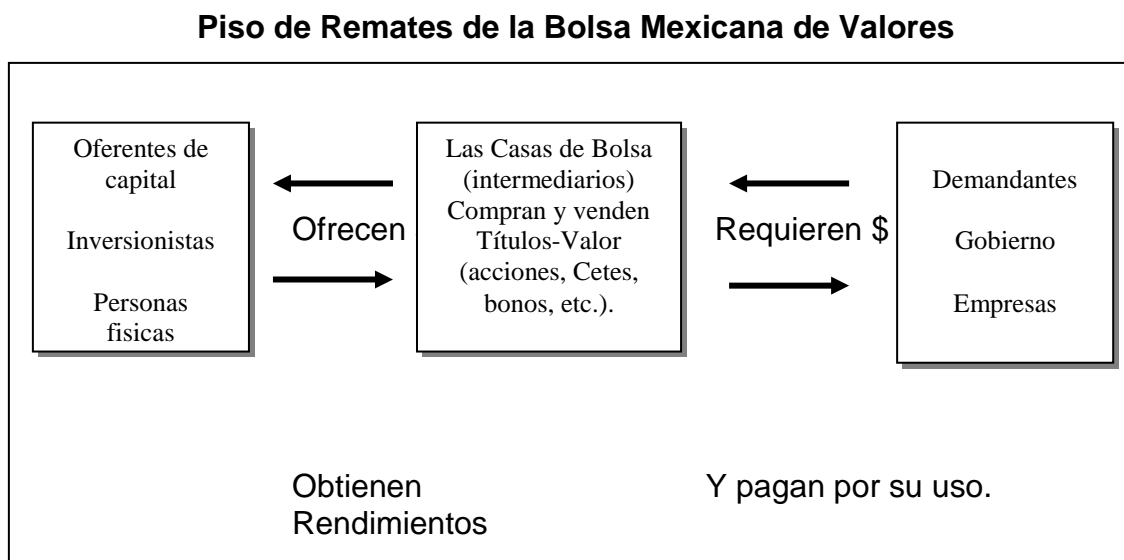 Piso de Remates de la Bolsa Mexicana de Valores
Oferentes de
capital
Inversionistas
Personas
fisicas
Ofrecen
Las Casas de Bolsa
(intermediarios)
Compran y venden
Títulos-Valor
(acciones, Cetes,
bonos, etc.).
Requieren $
Demandantes
Gobierno
Empresas
Obtienen
Rendimientos
Y pagan por su uso.